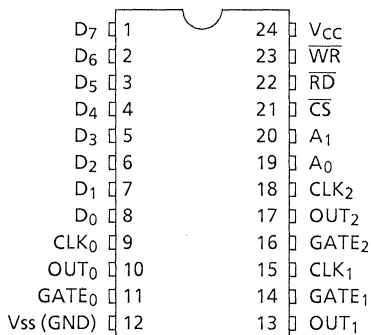 D7 1 24 VCC
D6 2 23 WR
D5 3 22 RD
D4 4 21 CS
D3 5 20 A1
D2 6 19 A0
D1 7 18 CLK2
D0 8 17 OUT2
CLK0 9 16 GATE2
OUT0 10 15 CLK1
GATE0 11 14 GATE1
Vss (GND) 12 13 OUT1